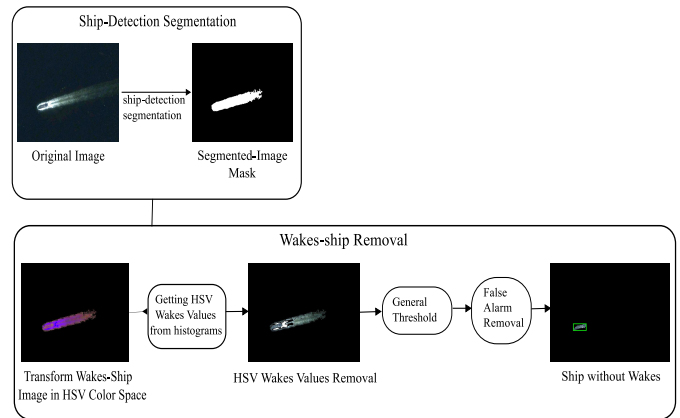 Ship-Detection Segmentation
ship-detection
segmentation
Original Image
Segmented-Image
Mask
Wakes-ship Removal
Getting HSV
Wakes Values
from histograms
General
Threshold
False
Alarm
Removal
Transform Wakes-Ship
Image in HSV Color Space
HSV Wakes Values Removal
Ship without Wakes